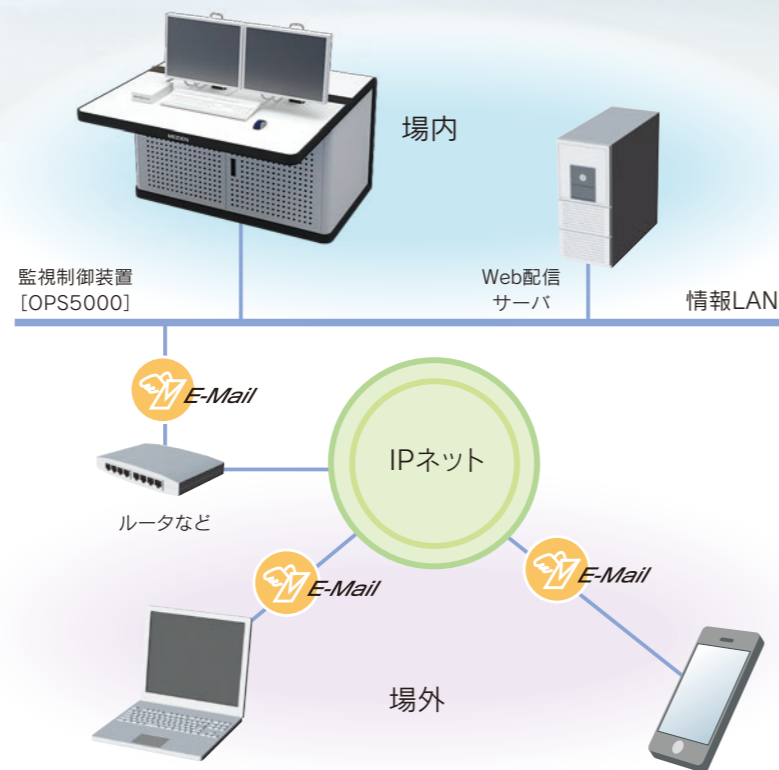 場内
MEIDEN
監視制御装置
[OPS5000]
Web配信
サーバ
情報LAN
E-Mail
IPネット
ルータなど
E-Mail
E-Mail
場外